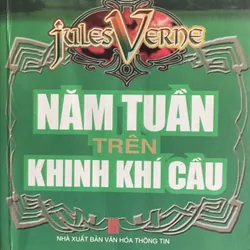 JULES VERNE
NĂM TUẦN
TRÊN
KHINH KHÍ CẦU
NHÀ XUẤT BẢN VĂN HÓA THÔNG TIN